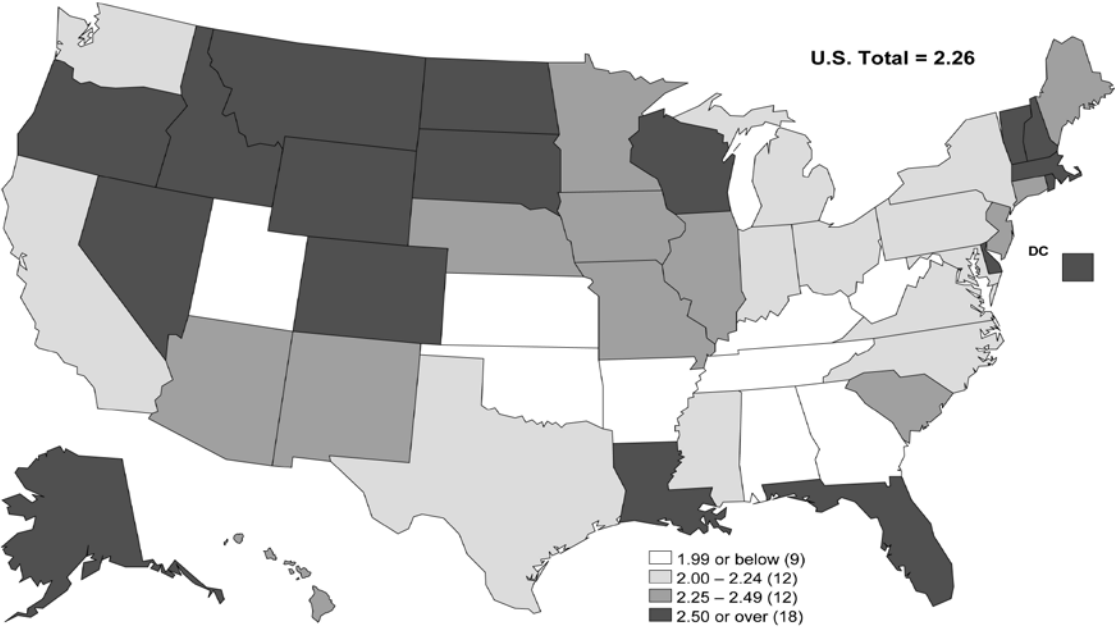 U.S. Total = 2.26
DC
1.99 or below (9)
2.00 – 2.24 (12)
2.25 – 2.49 (12)
2.50 or over (18)